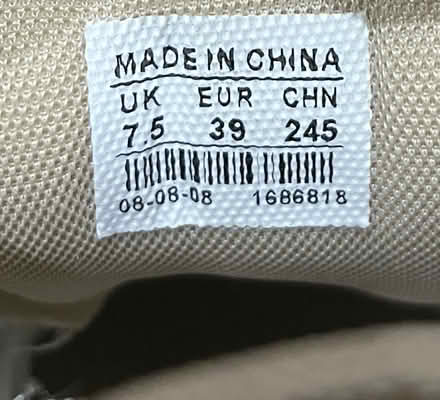 MADE IN CHINA
UK EUR CHN
7.5 39 245
08-08-08 1686818